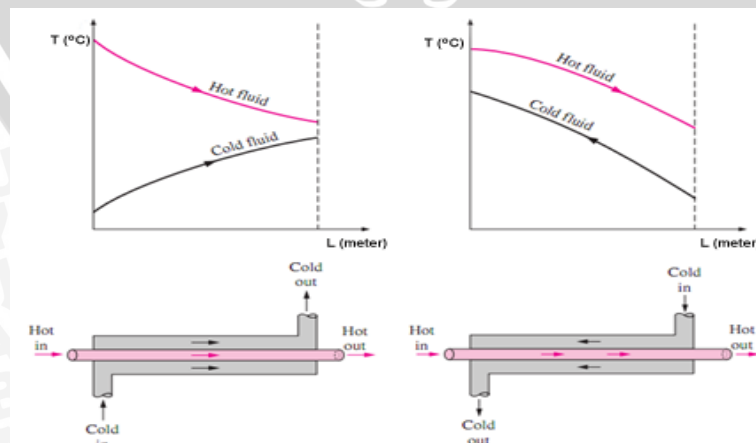 T (ºC)
Hot fluid
Cold fluid
L (meter)
T (ºC)
Hot fluid
Cold fluid
L (meter
Cold
out
Hot
in
Hot
out
Cold
in
Cold
in
Hot
in
Hot
out
Cold
out